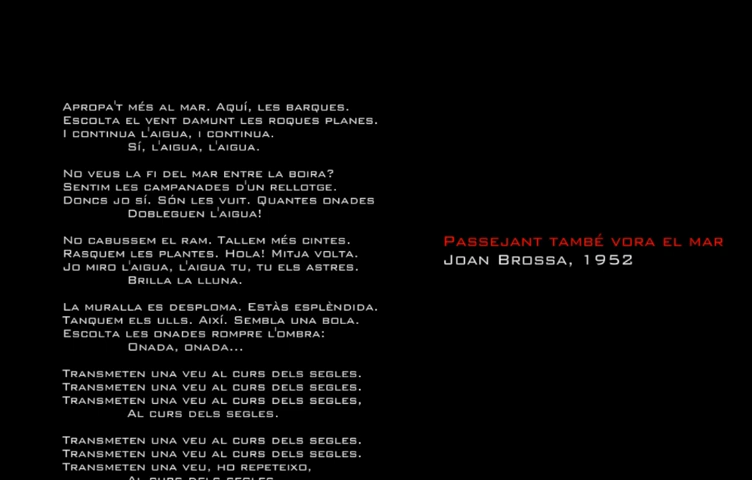 Apropa't més al mar. Aquí, les barques.
Escolta el vent damunt les roques planes.
I continua l'aigua, i continua.
Sí, l'aigua, l'aigua.
No veus la fi del mar entre la boira?
Sentim les campanades d'un rellotge.
Doncs jo sí. Són les vuit. Quantes onades
Dobleguen l'aigua!
No cabussem el ram. Tallem més cintes.
Rasquem les plantes. Hola! Mitja volta.
Jo miro l'aigua, l'aigua tu, tu els astres.
Brilla la lluna.
La muralla es desploma. Estàs esplèndida.
Tanquem els ulls. Així. Sembla una bola.
Escolta les onades rompre l'ombra:
Onada, onada...
Transmeten una veu al curs dels segles.
Transmeten una veu al curs dels segles.
Transmeten una veu al curs dels segles,
Al curs dels segles.
Transmeten una veu al curs dels segles.
Transmeten una veu al curs dels segles.
Transmeten una veu, ho repeteixo,
Al curs dels segles
Passejant també vora el mar
Joan Brossa, 1952